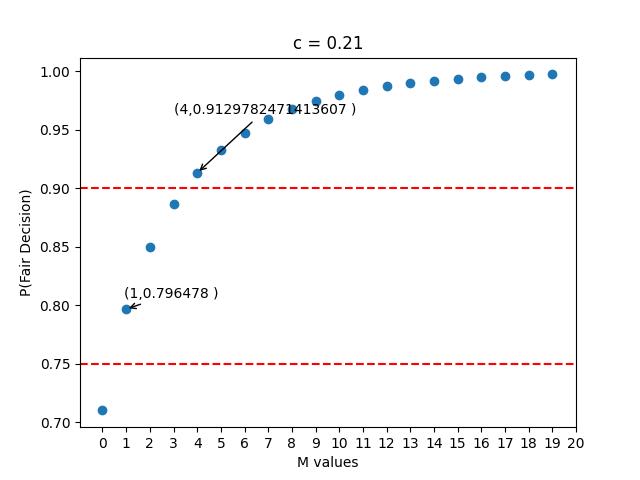 c = 0.21
1.00
(4,0.9129782471413607 )
0.95
0.90
P(Fair Decision)
0.85
(1,0.796478 )
0.80
0.75
0.70
0 1 2 3 4 5 6 7 8 9 10 11 12 13 14 15 16 17 18 19 20
M values